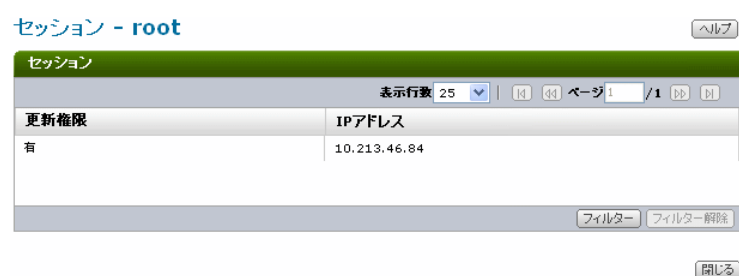 セッション - root
ヘルプ
セッション
表示行数 25 ページ 1 /1
更新権限 IPアドレス
有 10.213.46.84
フィルター フィルター解除
閉じる